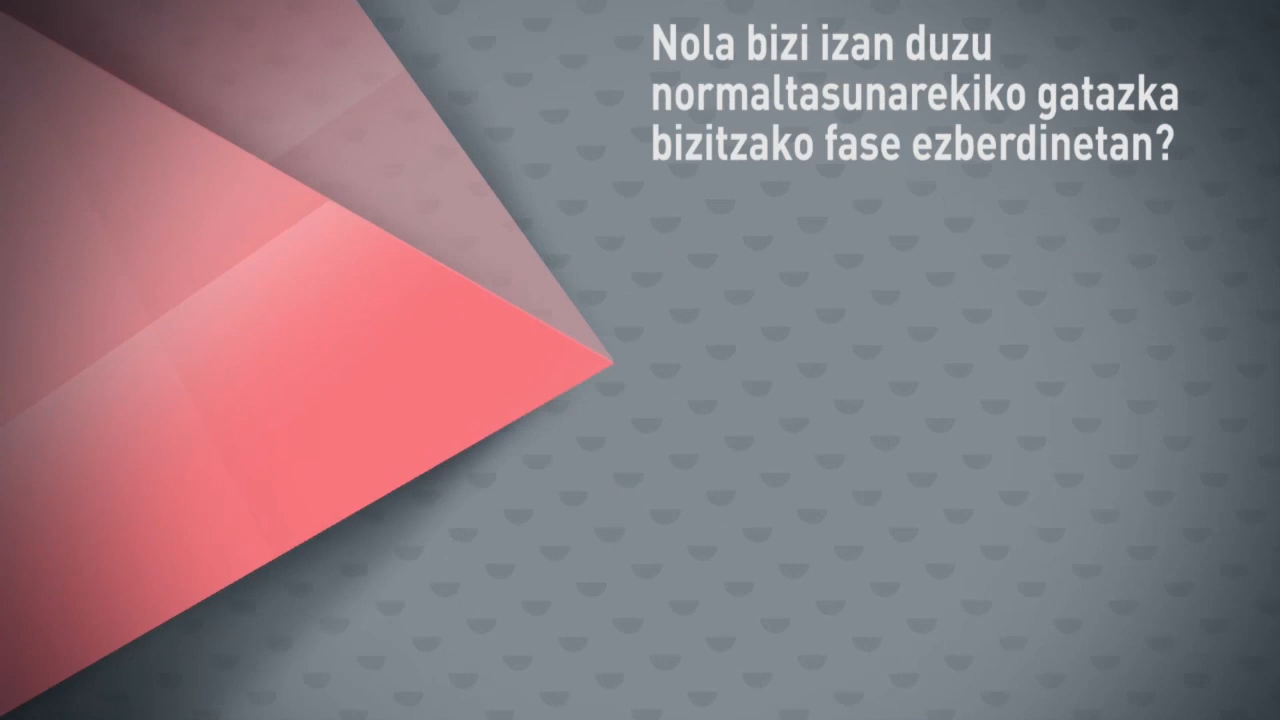 Nola bizi izan duzu
normaltasunarekiko gatazka
bizitzako fase ezberdinetan?